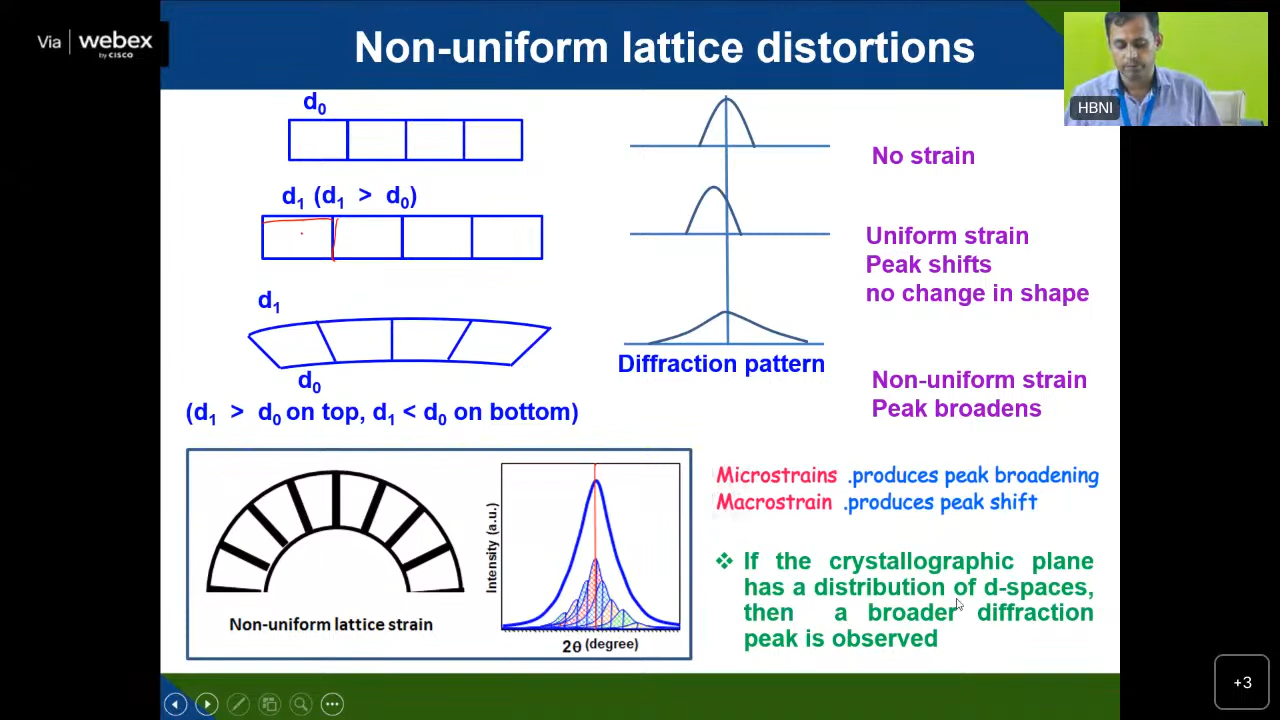 Via webex
by CISCO
Non-uniform lattice distortions
HBNI
d₀
d₁ (d₁ > d₀)
d₁
d₀
(d₁ > d₀ on top, d₁ < d₀ on bottom)
Diffraction pattern
No strain
Uniform strain
Peak shifts
no change in shape
Non-uniform strain
Peak broadens
Non-uniform lattice strain
Intensity (a.u.)
2θ (degree)
Microstrains .produces peak broadening
Macrostrain .produces peak shift
❖ If the crystallographic plane
has a distribution of d-spaces,
then a broader diffraction
peak is observed
+3